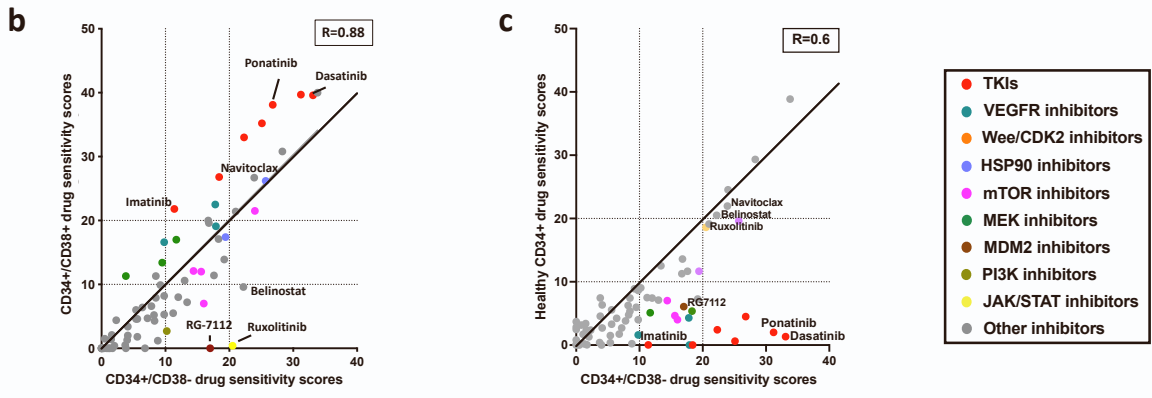 b
R=0.88
50
40
30
20
10
0
0
10
20
30
40
CD34+/CD38+ drug sensitivity scores
CD34+/CD38- drug sensitivity scores
Ponatinib
Dasatinib
Navitoclax
Imatinib
Belinostat
RG-7112
Ruxolitinib
c
R=0.6
50
40
30
20
10
0
0
10
20
30
40
Healthy CD34+ drug sensitivity scores
CD34+/CD38- drug sensitivity scores
Navitoclax
Belinostat
Ruxolitinib
RG7112
Imatinib
Ponatinib
Dasatinib
TKIs
VEGFR inhibitors
Wee/CDK2 inhibitors
HSP90 inhibitors
mTOR inhibitors
MEK inhibitors
MDM2 inhibitors
PI3K inhibitors
JAK/STAT inhibitors
Other inhibitors